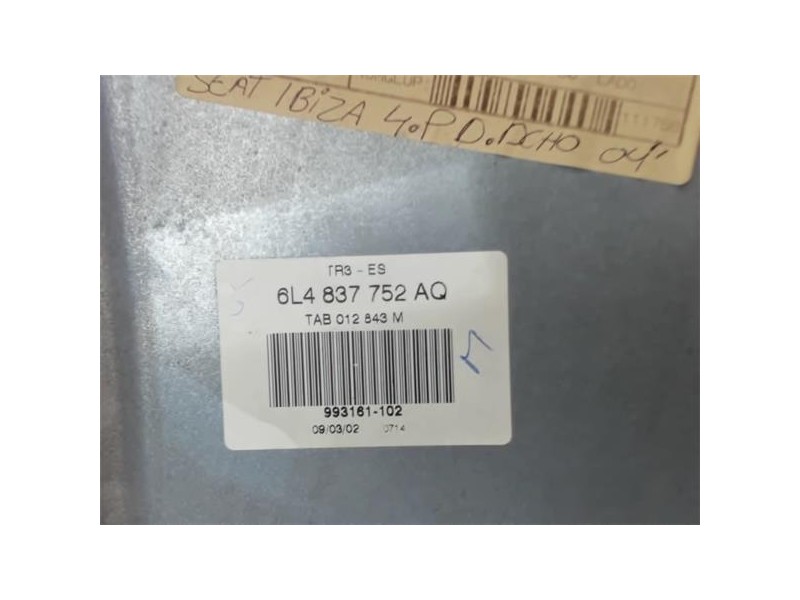 SEAT IBIZA 4.P D.DCHO 04'
TR3 - ES
6L4 837 752 AQ
TAB 012 843 M
993161-102
09/03/02 0714